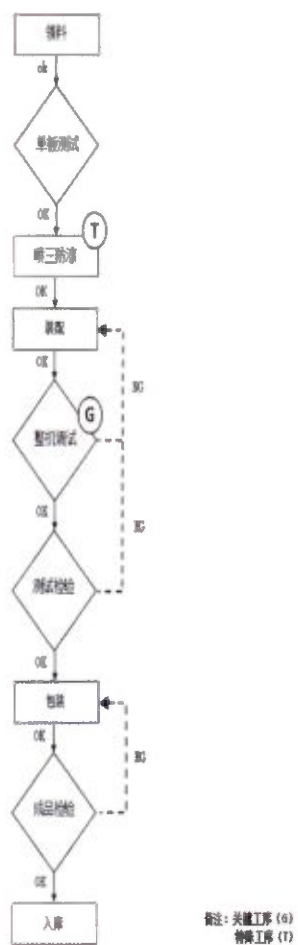 领料
ok
单板测试
OK
T
喷三防漆
OK
装配
OK
NG
G
整机测试
NG
OK
测试检验
OK
包装
OK
NG
成品检验
OK
入库
备注：关键工序（G）
特殊工序（T）